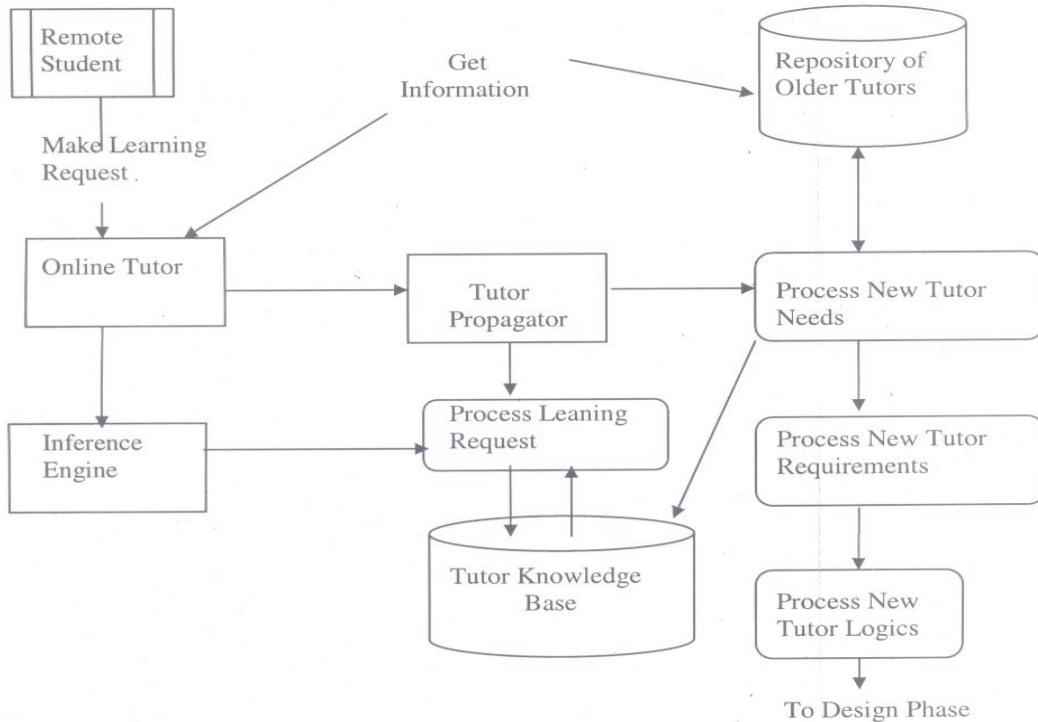 Remote
Student
Get
Information
Repository of
Older Tutors
Make Learning
Request .
Online Tutor
Tutor
Propagator
Process New Tutor
Needs
Inference
Engine
Process Leaning
Request
Process New Tutor
Requirements
Tutor Knowledge
Base
Process New
Tutor Logics
To Design Phase